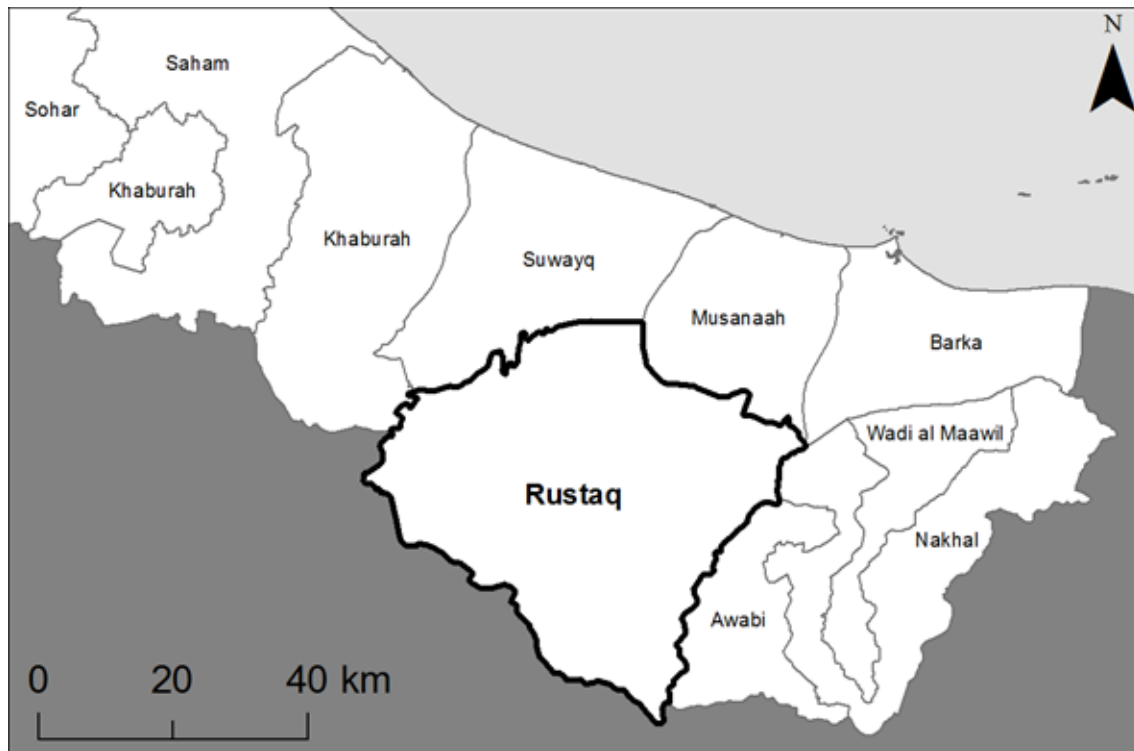 N
Saham
Sohar
Khaburah
Khaburah
Suwayq
Musanaah
Barka
Wadi al Maawil
Rustaq
Nakhal
Awabi
0 20 40 km